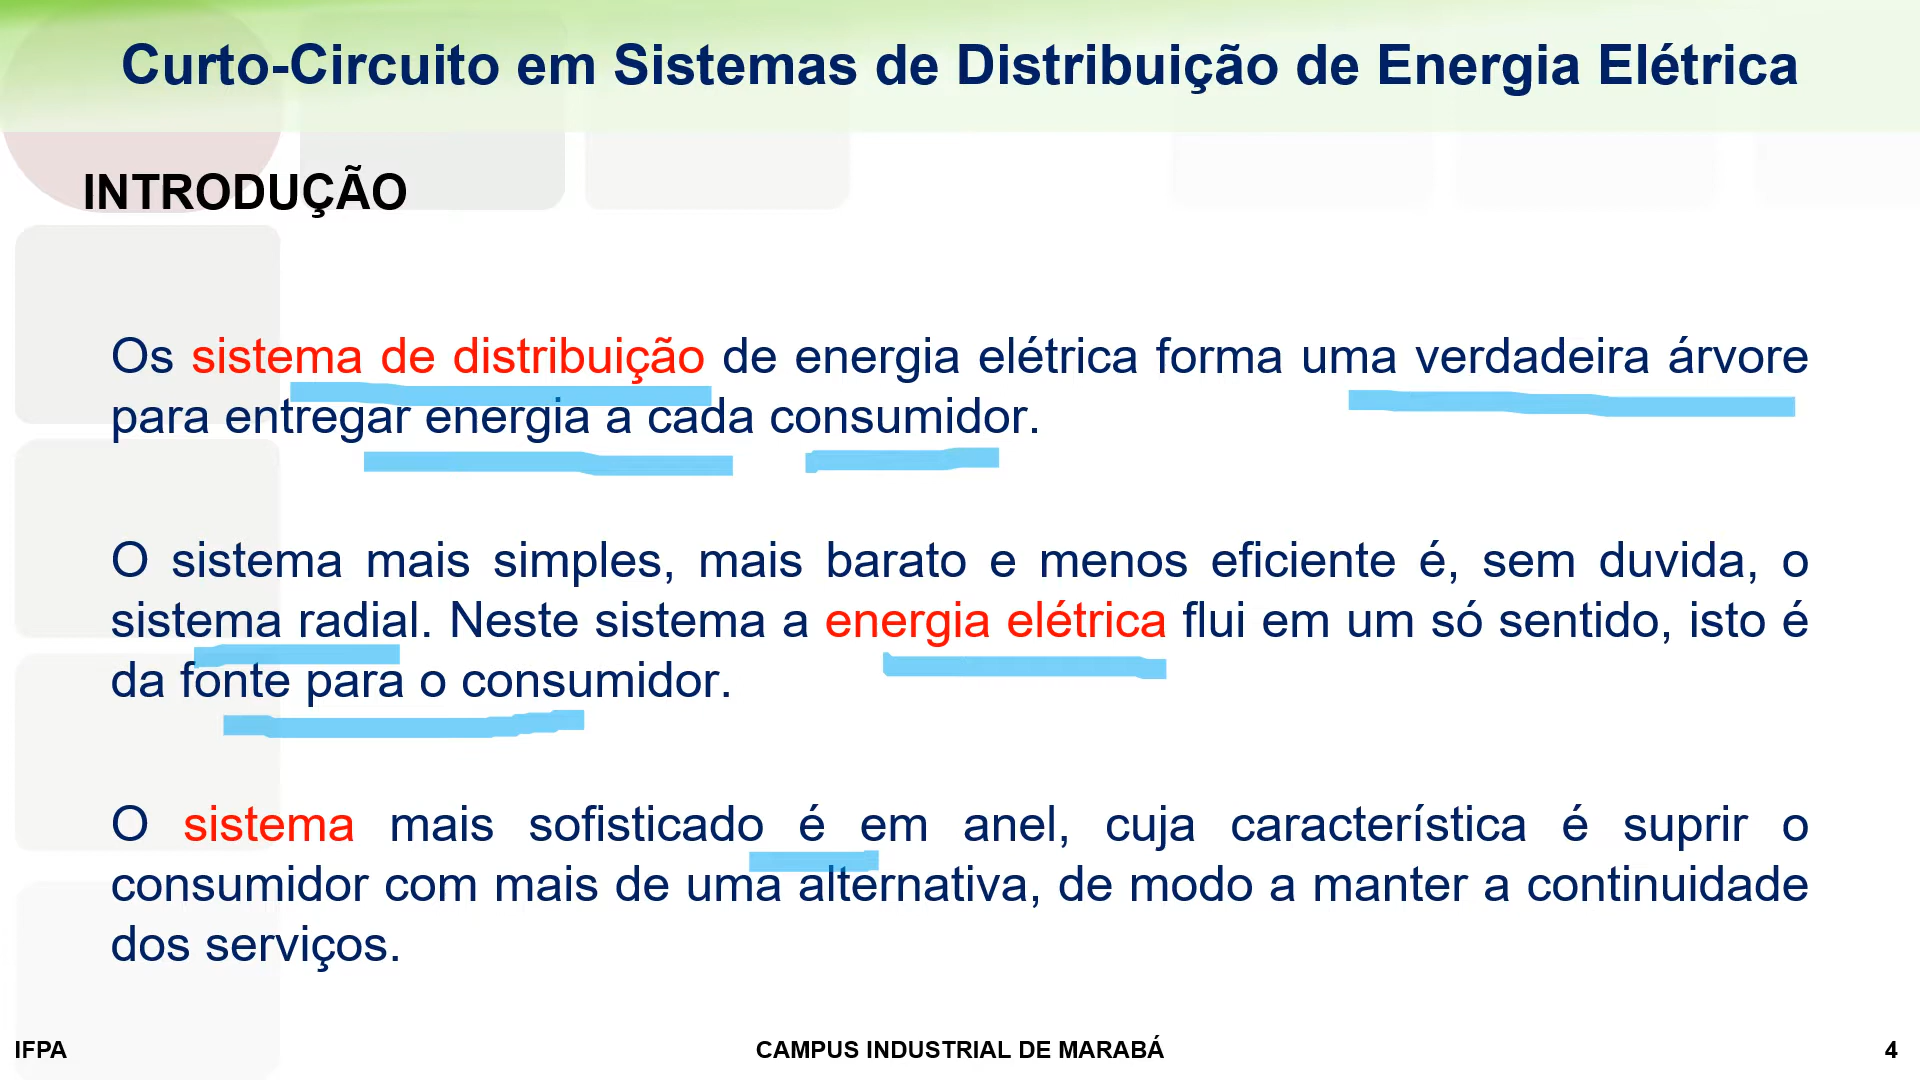 Curto-Circuito em Sistemas de Distribuição de Energia Elétrica
INTRODUÇÃO
Os sistema de distribuição de energia elétrica forma uma verdadeira árvore
para entregar energia a cada consumidor.
O sistema mais simples, mais barato e menos eficiente é, sem duvida, o
sistema radial. Neste sistema a energia elétrica flui em um só sentido, isto é
da fonte para o consumidor.
O sistema mais sofisticado é em anel, cuja característica é suprir o
consumidor com mais de uma alternativa, de modo a manter a continuidade
dos serviços.
IFPA
CAMPUS INDUSTRIAL DE MARABÁ
4